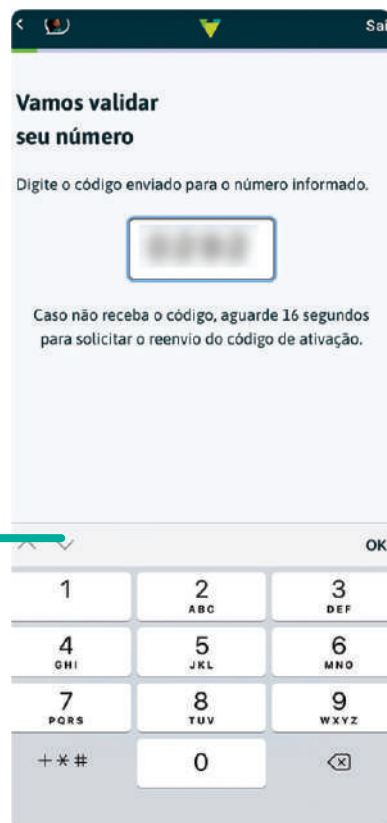 Sai
Vamos validar
seu número
Digite o código enviado para o número informado.
Caso não receba o código, aguarde 16 segundos
para solicitar o reenvio do código de ativação.
OK
1 2 3
ABC DEF
4 5 6
GHI JKL MNO
7 8 9
PQRS TUV WXYZ
+*# 0